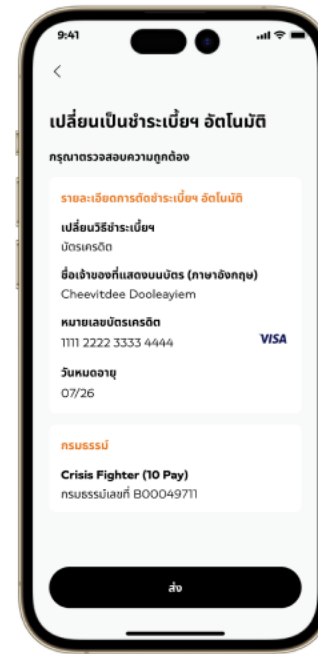 9:41
เปลี่ยนเป็นชำระเบี้ยฯ อัตโนมัติ
กรุณาตรวจสอบความถูกต้อง
รายละเอียดการตัดชำระเบี้ยฯ อัตโนมัติ
เปลี่ยนวิธีชำระเบี้ยฯ
บัตรเครดิต
ชื่อเจ้าของที่แสดงบนบัตร (ภาษาอังกฤษ)
Cheevitdee Dooleayiem
หมายเลขบัตรเครดิต
1111 2222 3333 4444 VISA
วันหมดอายุ
07/26
กรมธรรม์
Crisis Fighter (10 Pay)
กรมธรรม์เลขที่ B00049711
ส่ง